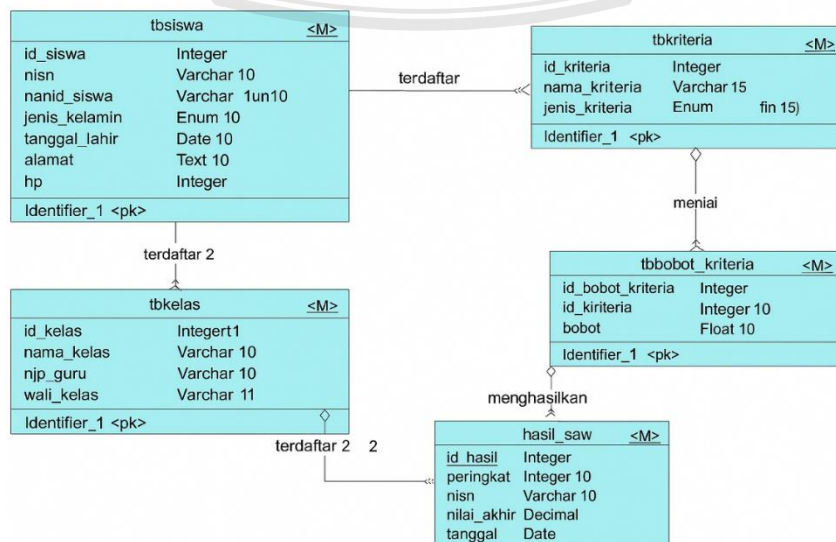 tbsiswa <M>
id_siswa Integer
nisn Varchar 10
nanid_siswa Varchar 1un10
jenis_kelamin Enum 10
tanggal_lahir Date 10
alamat Text 10
hp Integer
Identifier_1 <pk>
terdaftar
tbkriteria <M>
id_kriteria Integer
nama_kriteria Varchar 15
jenis_kriteria Enum fin 15)
Identifier_1 <pk>
terdaftar 2
meniai
tbkelas <M>
id_kelas Integert1
nama_kelas Varchar 10
njp_guru Varchar 10
wali_kelas Varchar 11
Identifier_1 <pk>
tbbobot_kriteria <M>
id_bobot_kriteria Integer
id_kiriteria Integer 10
bobot Float 10
Identifier_1 <pk>
menghasilkan
terdaftar 2 2
hasil_saw <M>
id_hasil Integer
peringkat Integer 10
nisn Varchar 10
nilai_akhir Decimal
tanggal Date